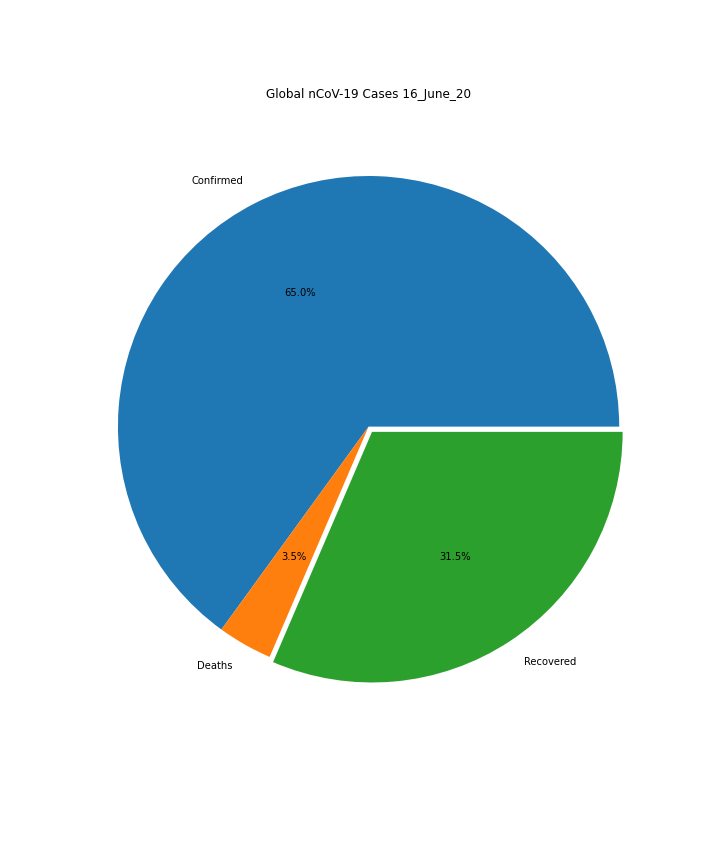 Global nCoV-19 Cases 16_June_20
Confirmed
65.0%
3.5%
31.5%
Deaths
Recovered